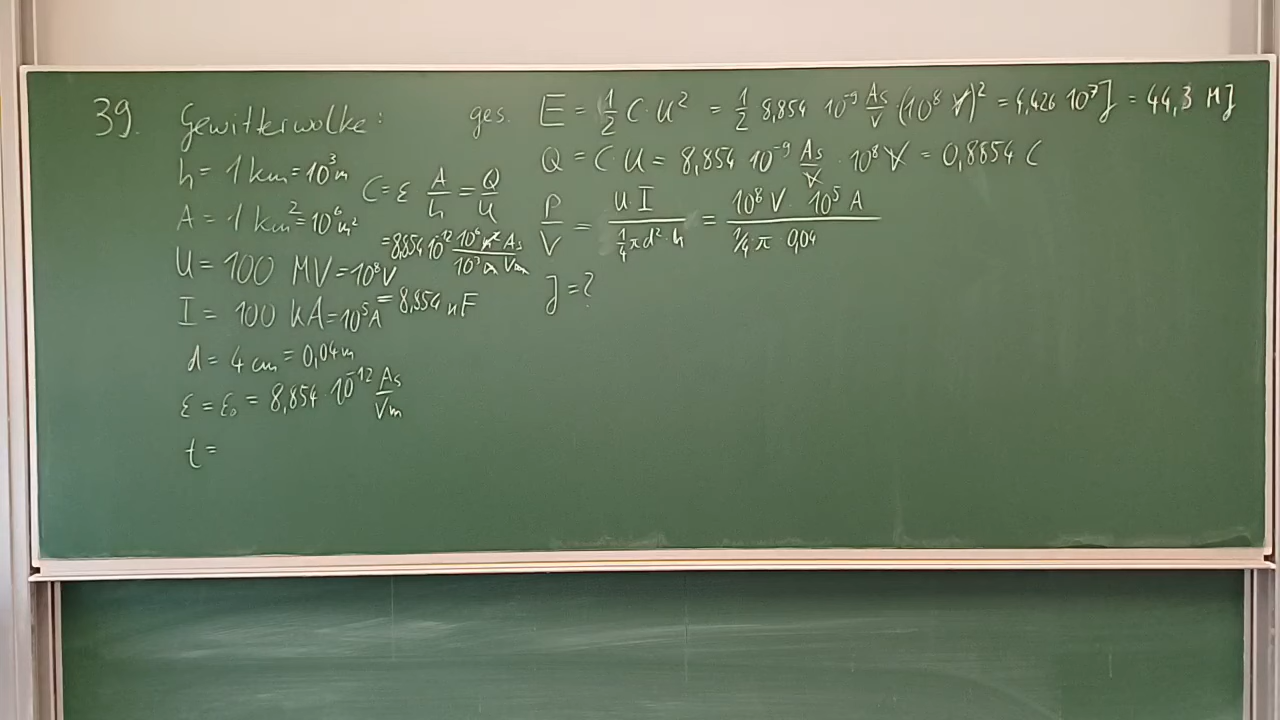 39. Gewitterwolke:
h = 1 km = 10³ m
A = 1 km² = 10⁶ m²
U = 100 MV = 10⁸ V
I = 100 kA = 10⁵ A
d = 4 cm = 0,04 m
ε = ε₀ = 8,854 · 10⁻¹² As/Vm
t =
C = ε A/h = Q/U
= 8,854 10⁻¹² 10⁶ m² As / 10³ m Vm
= 8,854 nF
ges. E = 1/2 C · U² = 1/2 8,854 10⁻⁹ As/V · (10⁸ V)² = 4,426 10⁷ J = 44,3 MJ
Q = C U = 8,854 10⁻⁹ As/V · 10⁸ V = 0,8854 C
P/V = U I / 1/4 π d² · h = 10⁸ V · 10⁵ A / 1/4 π · 0,04
J = ?